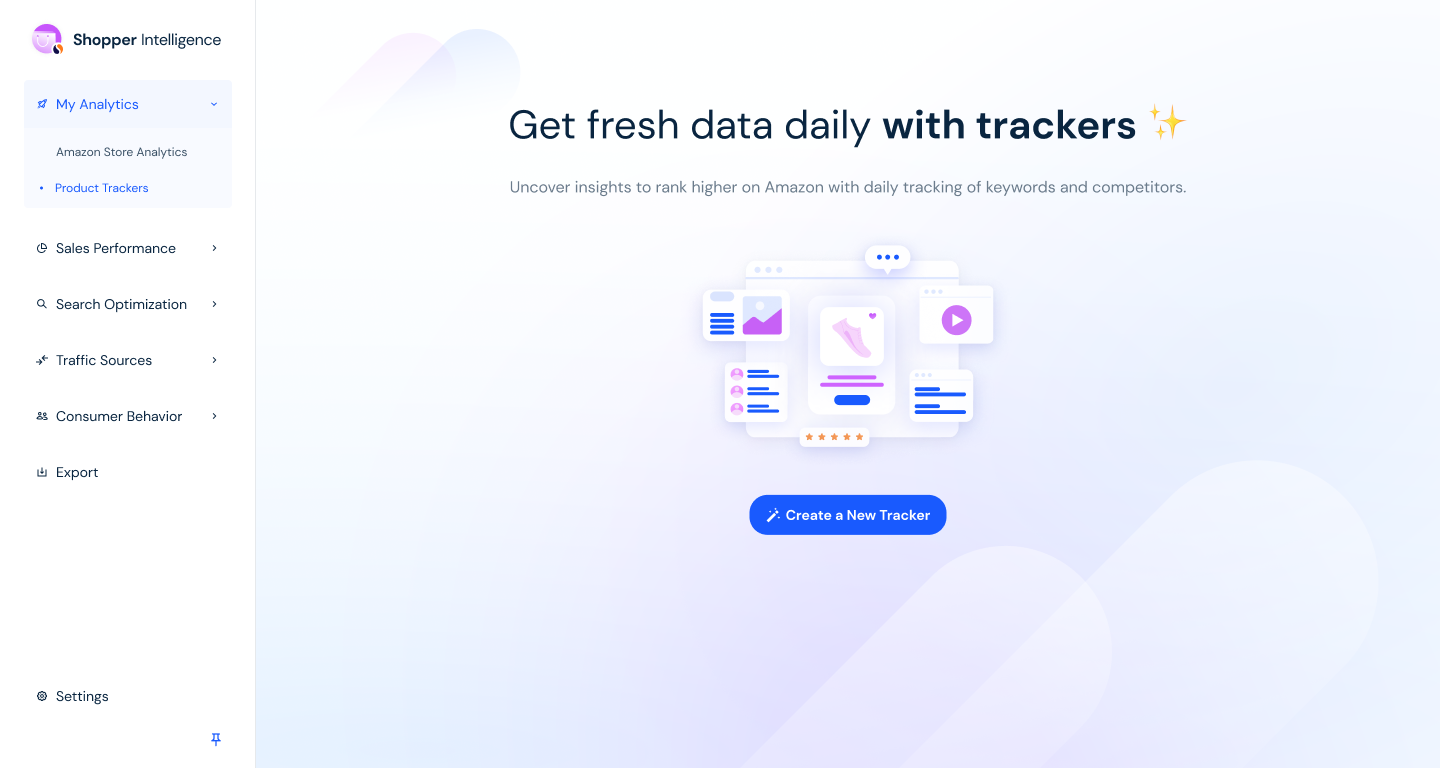 Shopper Intelligence
My Analytics
Amazon Store Analytics
Product Trackers
Sales Performance
Search Optimization
Traffic Sources
Consumer Behavior
Export
Settings
Get fresh data daily with trackers ✨
Uncover insights to rank higher on Amazon with daily tracking of keywords and competitors.
Create a New Tracker